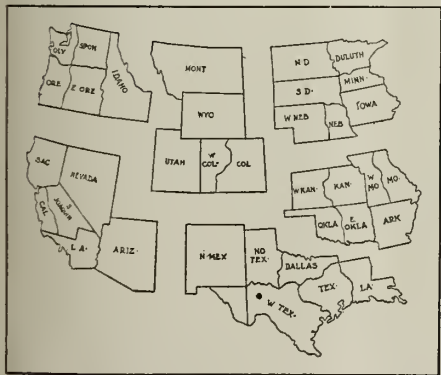 OLY
SPOK
ORE
E ORE
IDAHO
MONT
WYO
UTAH
W COL.
COL
N D
DULUTH
S D.
MINN.
W NEB
NEB
IOWA
SAC
NEVADA
CAL
S JOAQUIN
L A.
ARIZ.
W KAN.
KAN.
W MO
MO.
OKLA
E OKLA
ARK
N. MEX
NO TEX.
DALLAS
W TEX.
TEX.
LA.